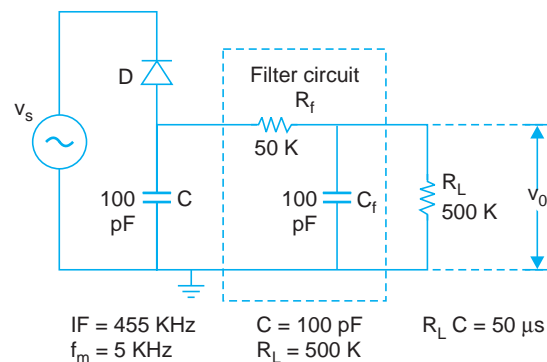 D
Filter circuit
R_f
v_s
50 K
100 pF
C
100 pF
C_f
R_L
500 K
v_0
IF = 455 KHz
C = 100 pF
R_L C = 50 μs
f_m = 5 KHz
R_L = 500 K